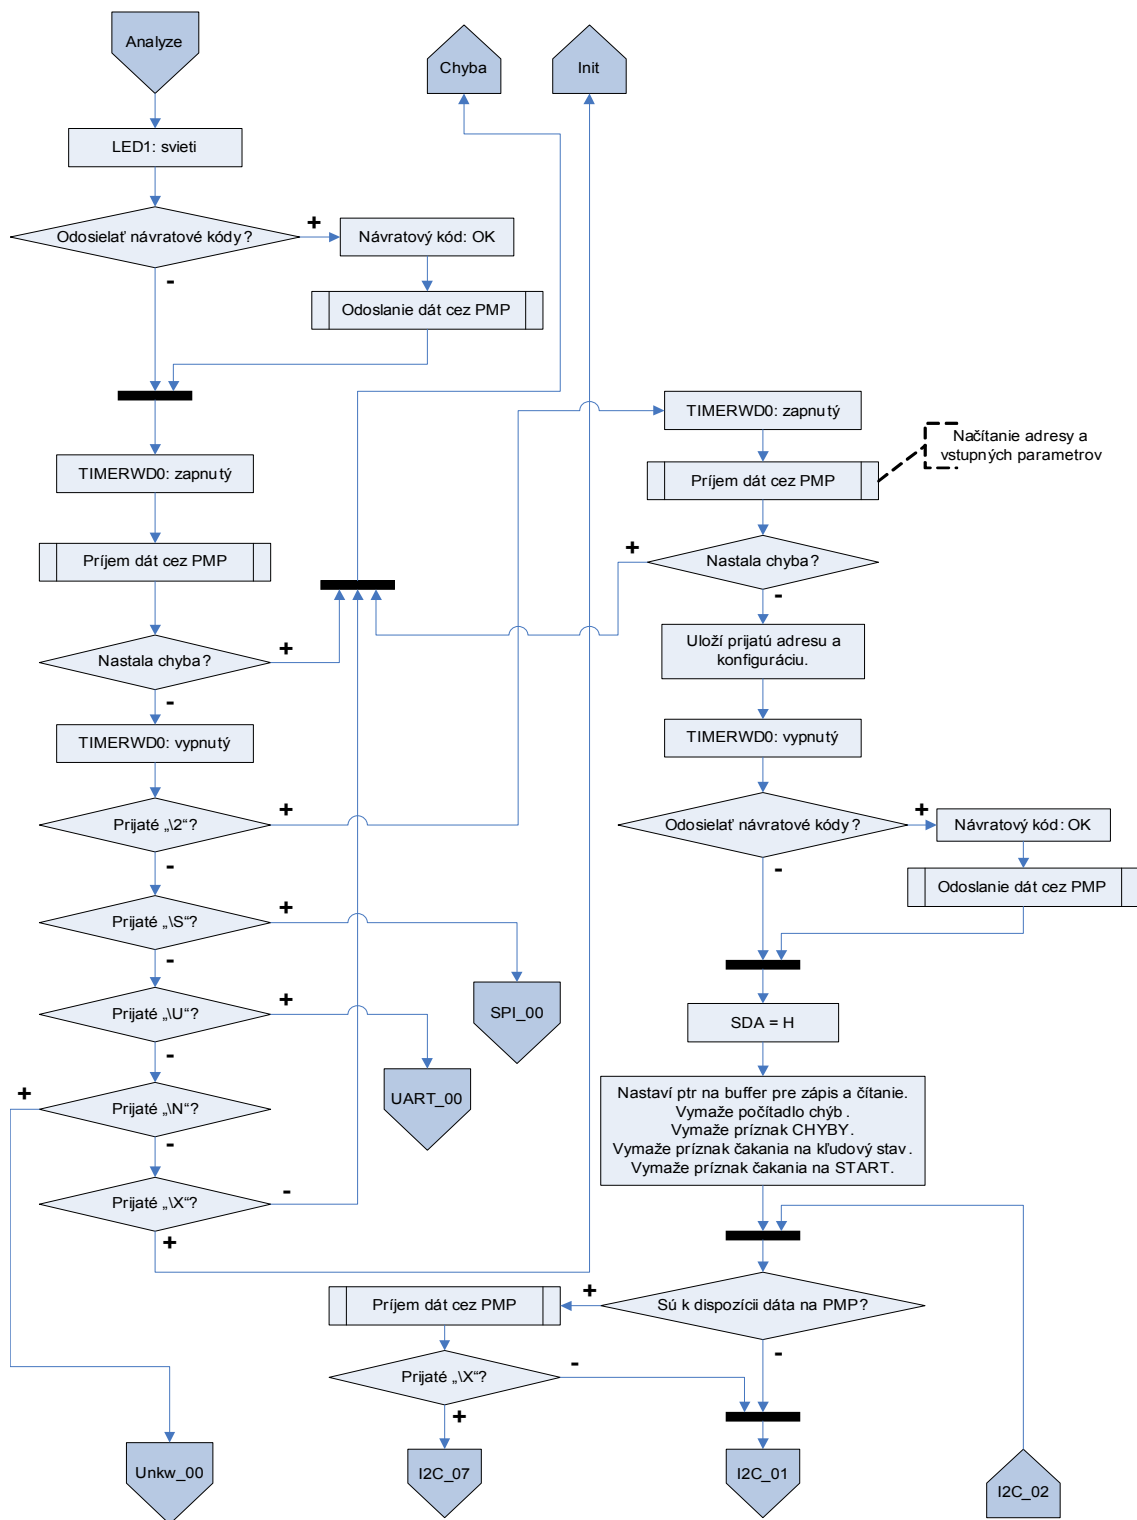 Analyze
Chyba
Init
LED1: svieti
Odosielať návratové kódy?
+
-
Návratový kód: OK
Odoslanie dát cez PMP
TIMERWD0: zapnutý
Príjem dát cez PMP
Nastala chyba?
+
-
TIMERWD0: vypnutý
Prijaté „\2“?
+
-
Prijaté „\S“?
+
-
SPI_00
Prijaté „\U“?
+
-
UART_00
Prijaté „\N“?
+
-
Prijaté „\X“?
-
+
Unkw_00
TIMERWD0: zapnutý
Načítanie adresy a
vstupných parametrov
Príjem dát cez PMP
Nastala chyba?
+
-
Uloží prijatú adresu a
konfiguráciu.
TIMERWD0: vypnutý
Odosielať návratové kódy?
+
-
Návratový kód: OK
Odoslanie dát cez PMP
SDA = H
Nastaví ptr na buffer pre zápis a čítanie.
Vymaže počítadlo chýb.
Vymaže príznak CHYBY.
Vymaže príznak čakania na kľudový stav.
Vymaže príznak čakania na START.
Sú k dispozícii dáta na PMP?
+
-
Príjem dát cez PMP
Prijaté „\X“?
-
+
I2C_07
I2C_01
I2C_02